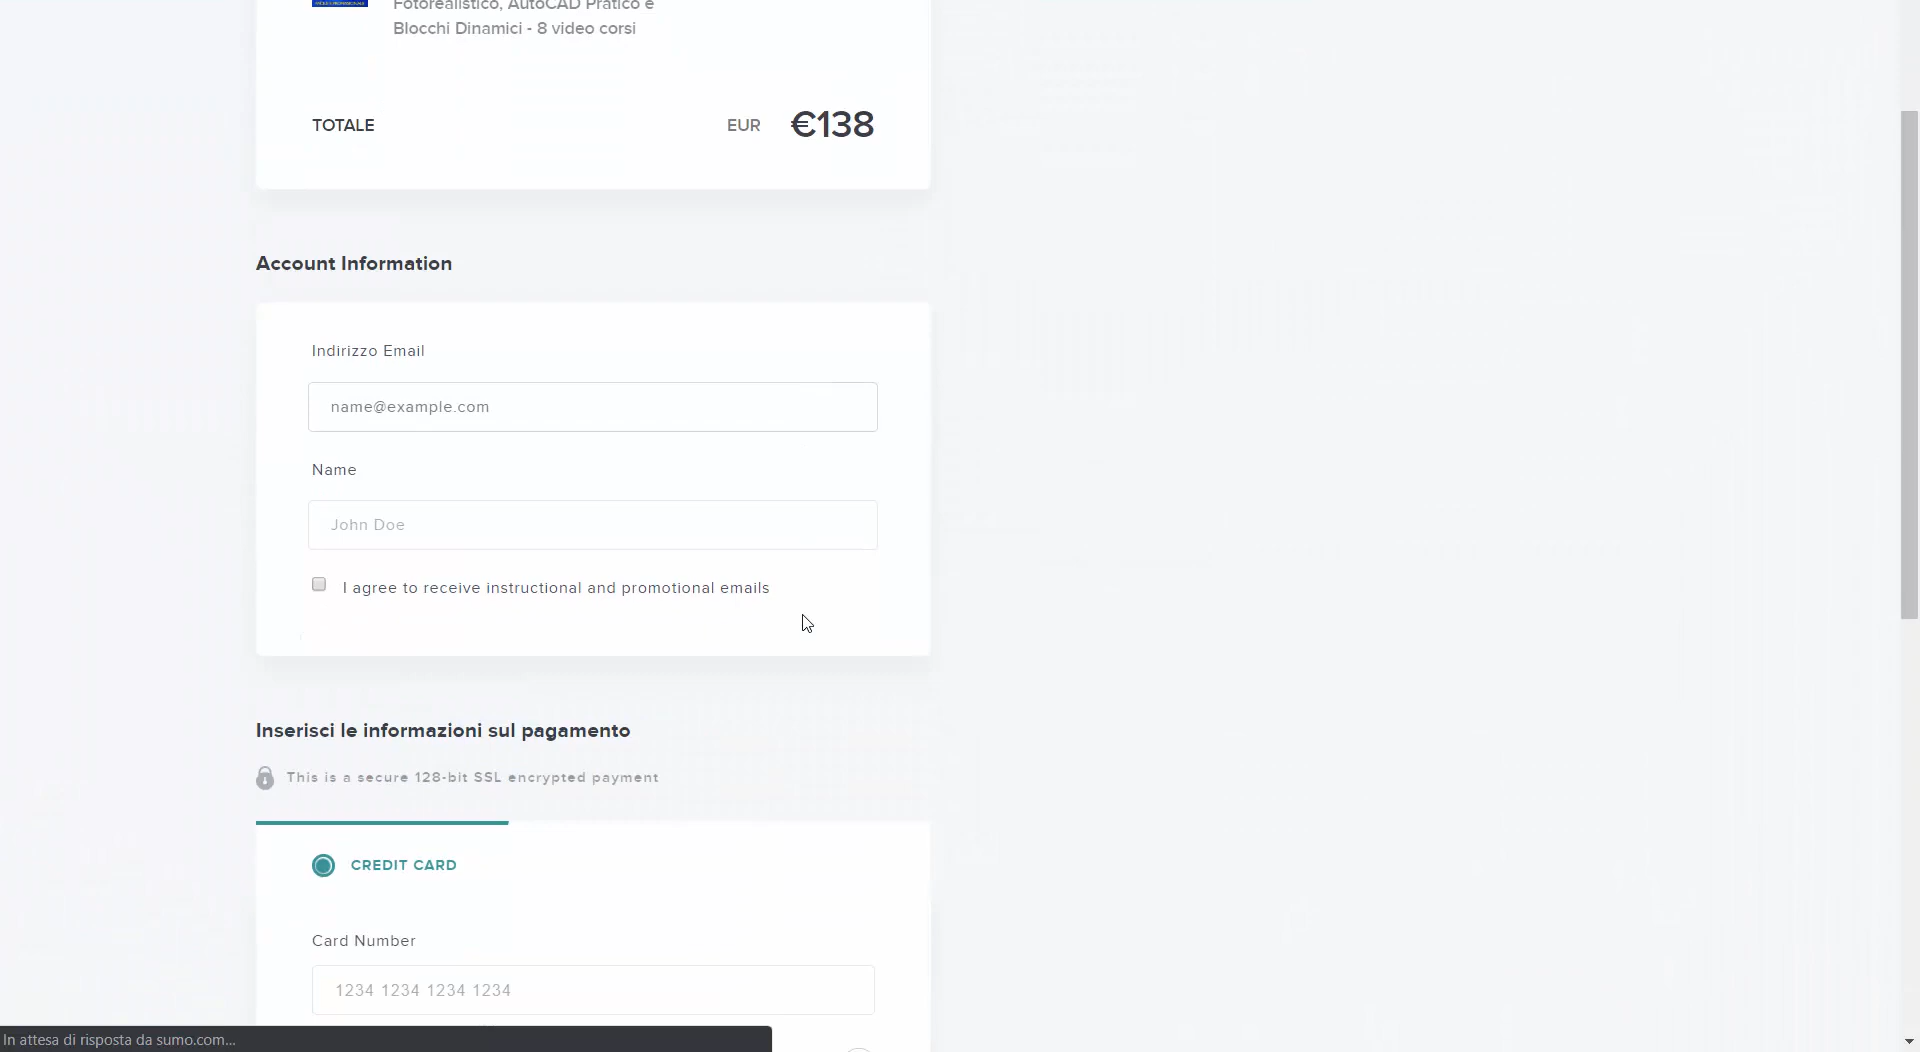 Fotorealistico, AutoCAD Pratico e
Blocchi Dinamici - 8 video corsi
TOTALE EUR €138
Account Information
Indirizzo Email
name@example.com
Name
John Doe
I agree to receive instructional and promotional emails
Inserisci le informazioni sul pagamento
This is a secure 128-bit SSL encrypted payment
CREDIT CARD
Card Number
1234 1234 1234 1234
In attesa di risposta da sumo.com...